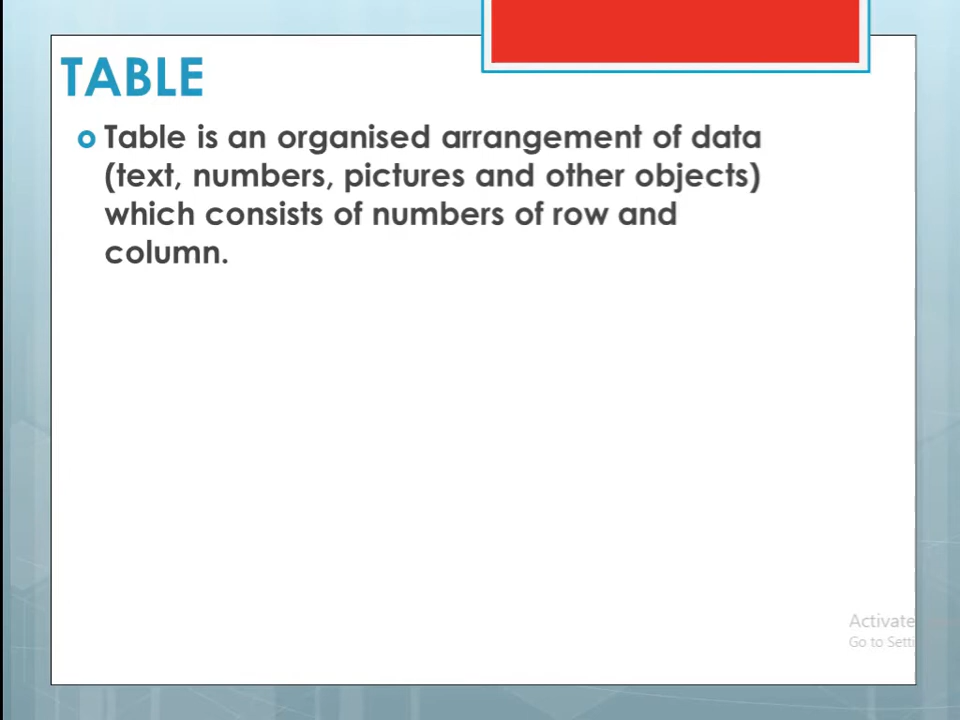 TABLE
Table is an organised arrangement of data
(text, numbers, pictures and other objects)
which consists of numbers of row and
column.
Activate
Go to Setti